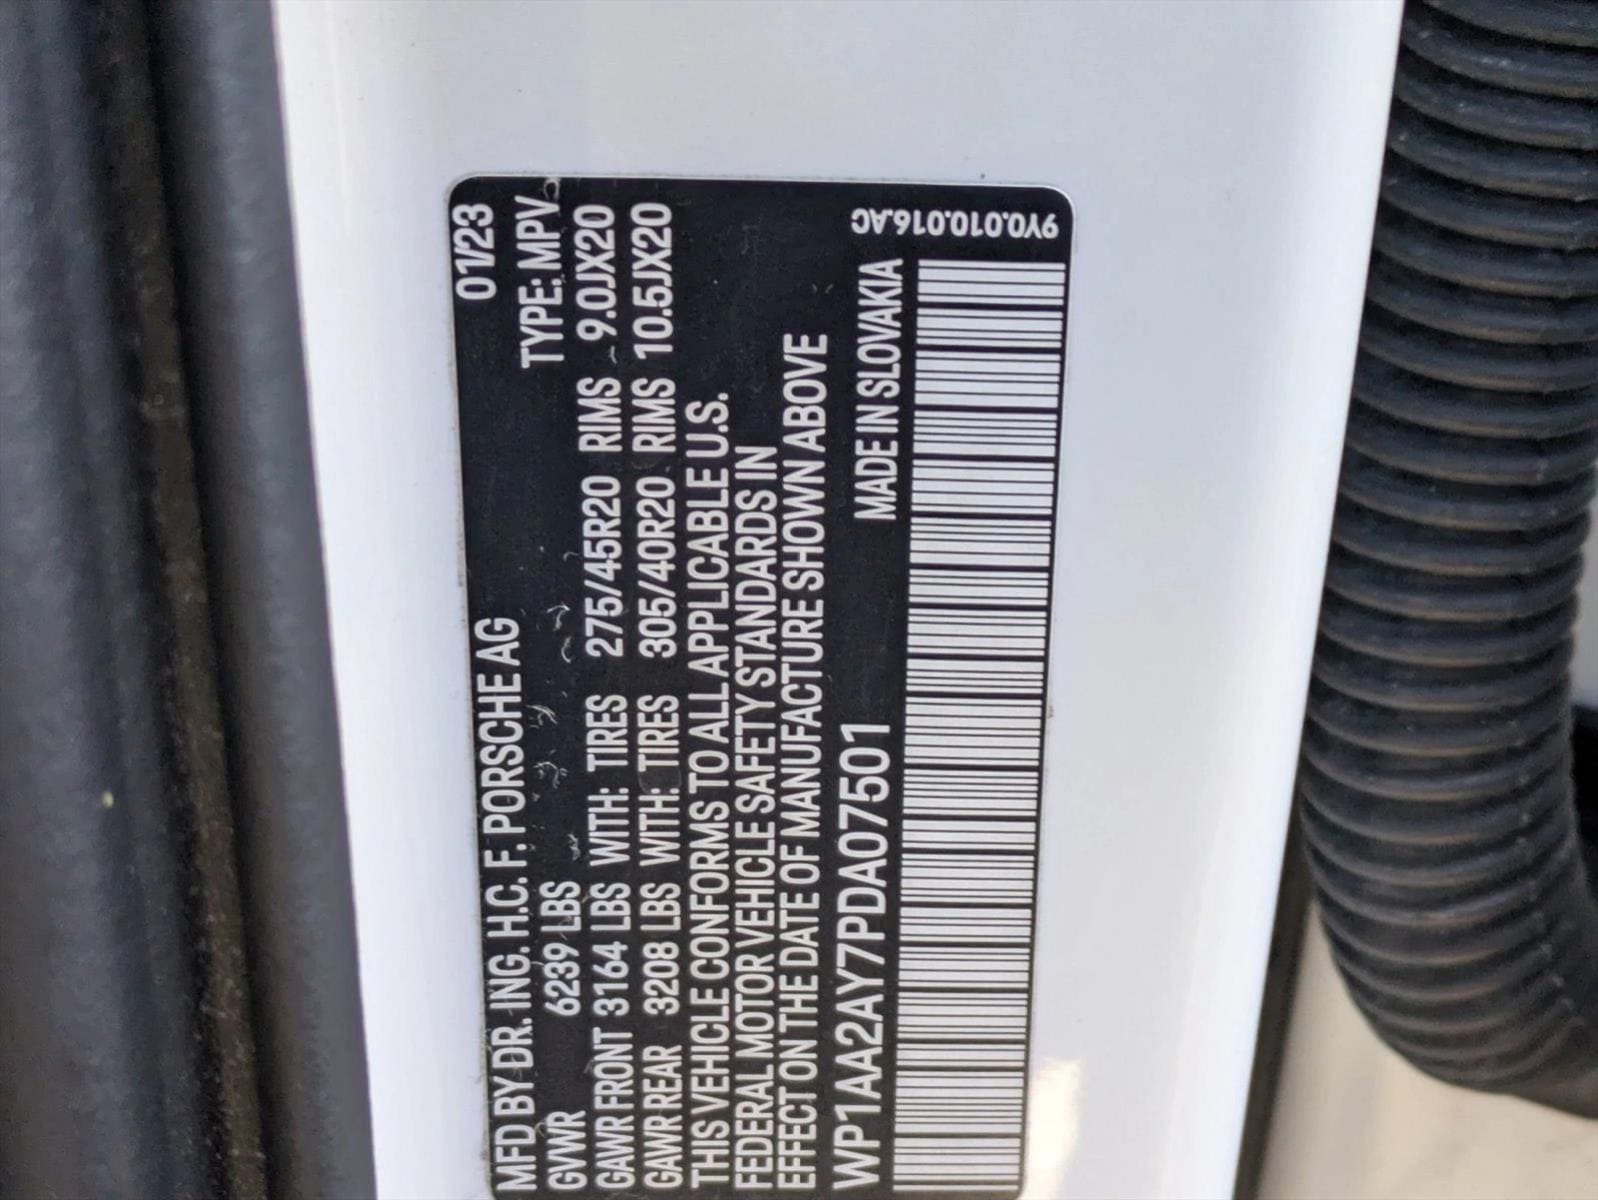 MFD BY DR. ING. H.C. F. PORSCHE AG 01/23
GVWR 6239 LBS TYPE: MPV
GAWR FRONT 3164 LBS WITH: TIRES 275/45R20 RIMS 9.0JX20
GAWR REAR 3208 LBS WITH: TIRES 305/40R20 RIMS 10.5JX20
THIS VEHICLE CONFORMS TO ALL APPLICABLE U.S.
FEDERAL MOTOR VEHICLE SAFETY STANDARDS IN
EFFECT ON THE DATE OF MANUFACTURE SHOWN ABOVE
WP1AA2AY7PDA07501 MADE IN SLOVAKIA
9Y0.010.016.AC